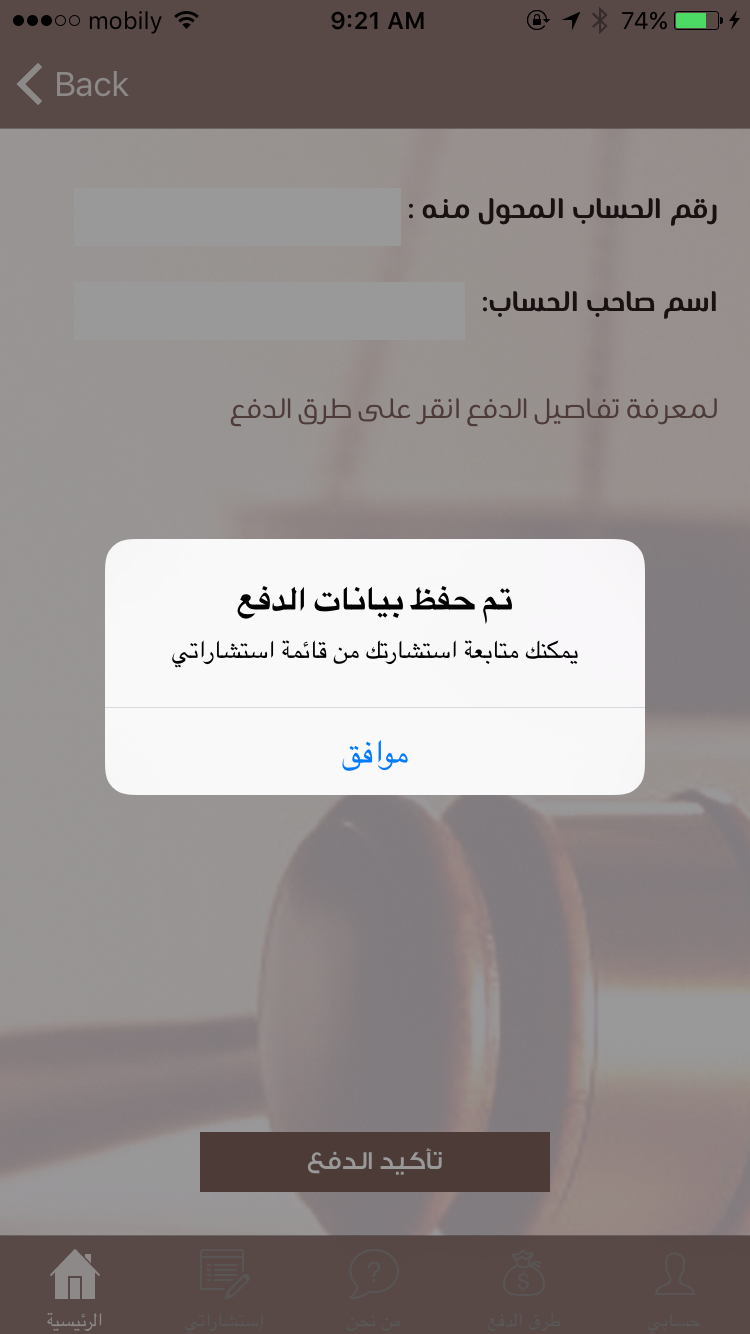 mobily 9:21 AM 74%
Back
رقم الحساب المحول منه :
اسم صاحب الحساب:
لمعرفة تفاصيل الدفع انقر على طرق الدفع
تم حفظ بيانات الدفع
يمكنك متابعة استشارتك من قائمة استشاراتي
موافق
تأكيد الدفع
حسابي
طرق الدفع
من نحن
إستشاراتي
الرئيسية